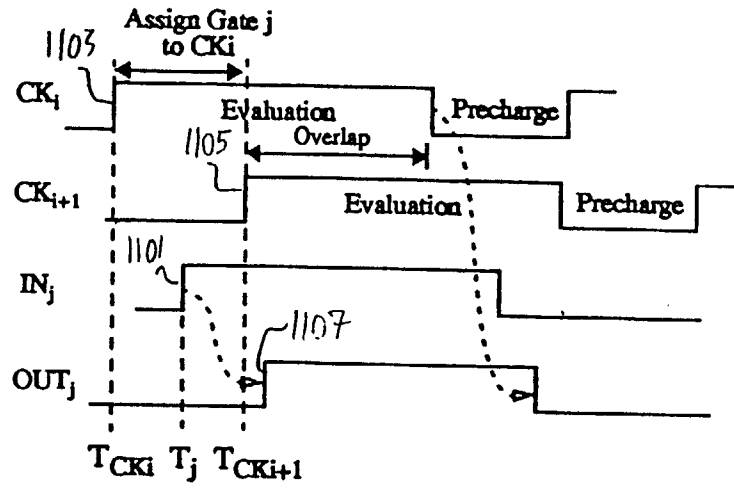 Assign Gate j
to CKi
1103
CKi
Evaluation
Precharge
Overlap
1105
CKi+1
Evaluation
Precharge
1101
INj
1107
OUTj
TCKi Tj TCKi+1